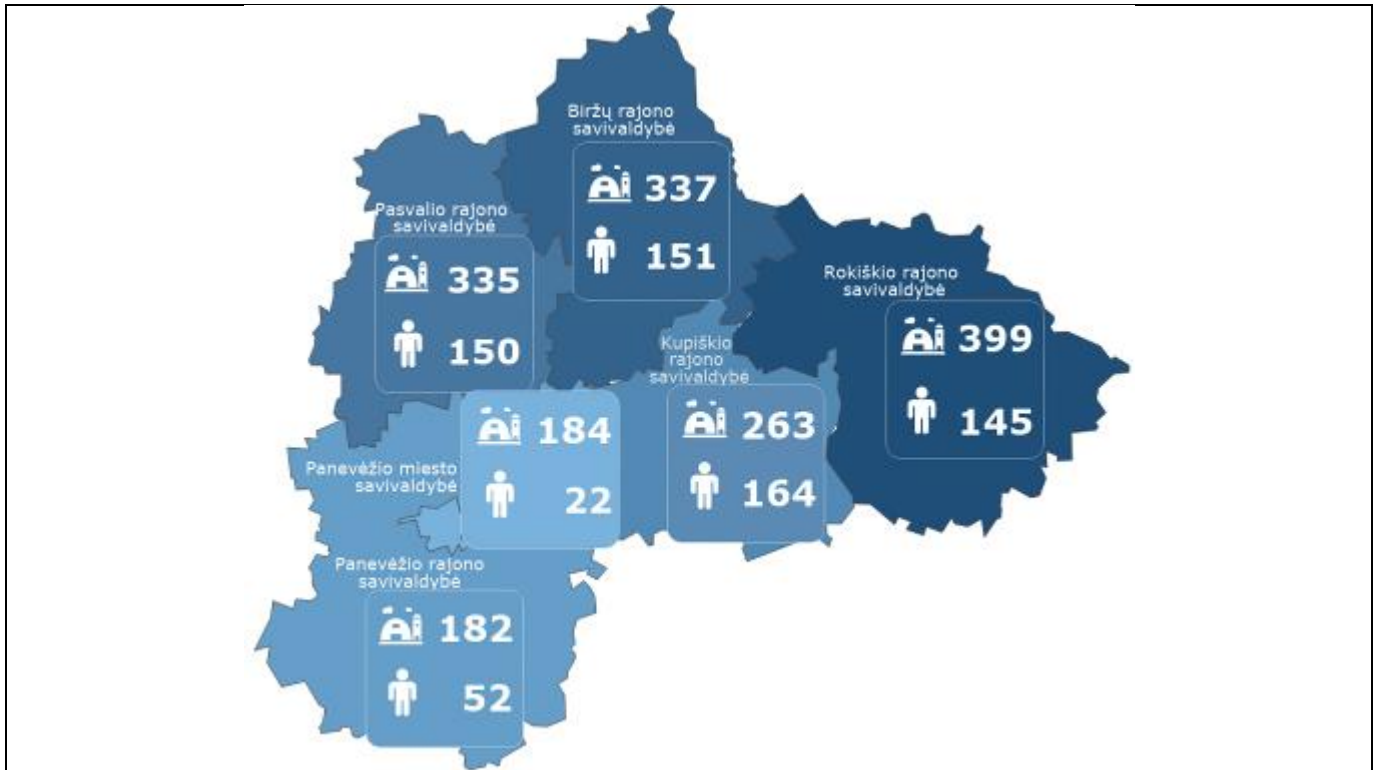 Biržų rajono
savivaldybė
337
151
Pasvalio rajono
savivaldybė
335
150
Rokiškio rajono
savivaldybė
399
145
Kupiškio
rajono
savivaldybė
263
164
Panevėžio miesto
savivaldybė
184
22
Panevėžio rajono
savivaldybė
182
52